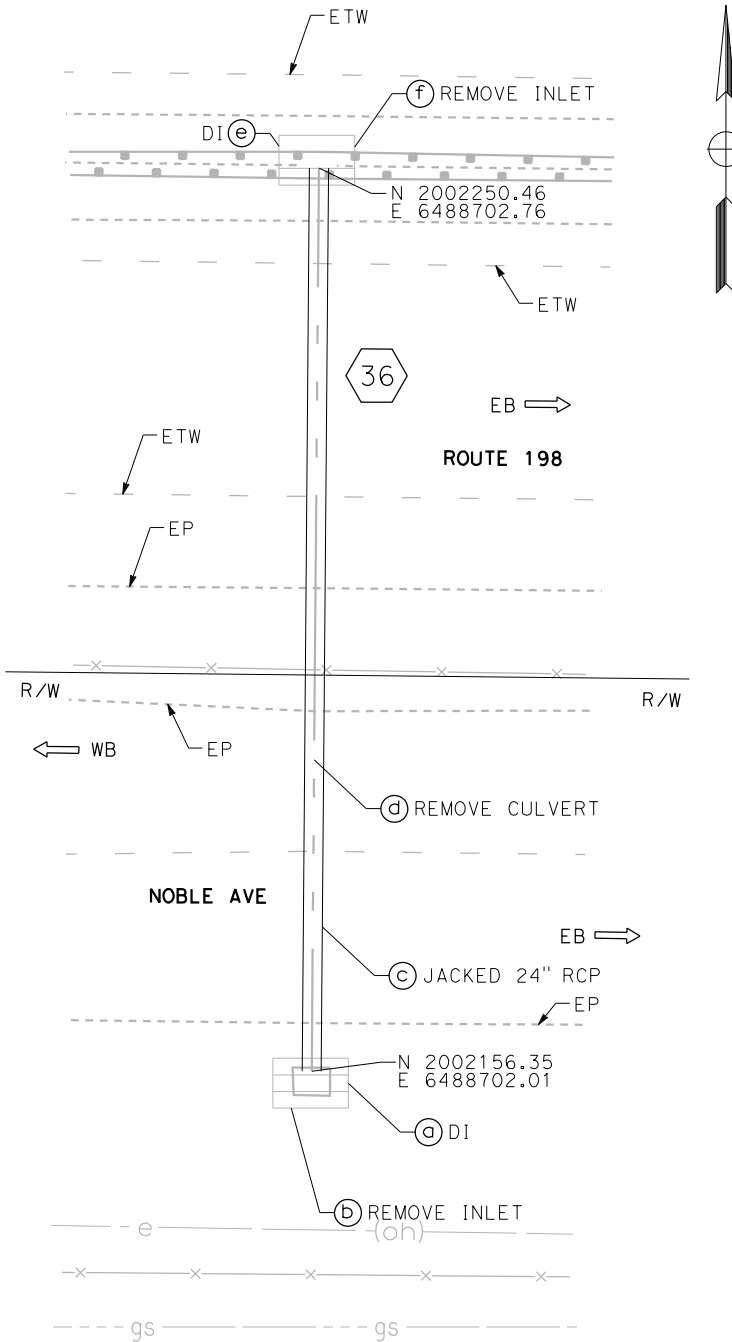 ETW
f REMOVE INLET
DI e
N 2002250.46
E 6488702.76
ETW
36
EB
ETW
ROUTE 198
EP
R/W
R/W
WB
EP
d REMOVE CULVERT
NOBLE AVE
EB
c JACKED 24" RCP
EP
N 2002156.35
E 6488702.01
a DI
b REMOVE INLET
e
(oh)
gs
gs